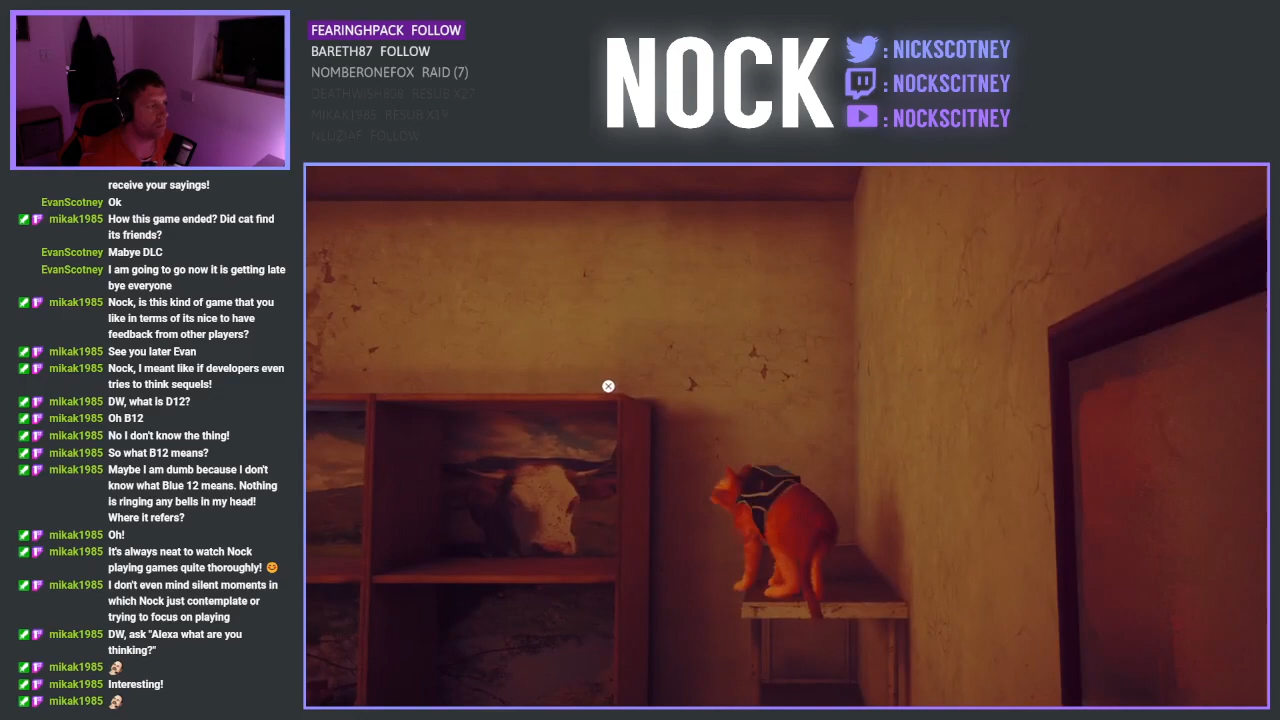 FEARINGHPACK FOLLOW
BARETH87 FOLLOW
NOMBERONEFOX RAID (7)
DEATHWISH808 RESUB X27
MIKAK1985 RESUB X19
FOLLOW
NOCK
: NICKSCOTNEY
: NOCKSCITNEY
: NOCKSCITNEY
receive your sayings!
EvanScotney Ok
mikak1985 How this game ended? Did cat find
its friends?
EvanScotney Mabye DLC
EvanScotney I am going to go now it is getting late
bye everyone
mikak1985 Nock, is this kind of game that you
like in terms of its nice to have
feedback from other players?
mikak1985 See you later Evan
mikak1985 Nock, I meant like if developers even
tries to think sequels!
mikak1985 DW, what is D12?
mikak1985 Oh B12
mikak1985 No I don't know the thing!
mikak1985 So what B12 means?
mikak1985 Maybe I am dumb because I don't
know what Blue 12 means. Nothing
is ringing any bells in my head!
Where it refers?
mikak1985 Oh!
mikak1985 It's always neat to watch Nock
playing games quite thoroughly!
mikak1985 I don't even mind silent moments in
which Nock just contemplate or
trying to focus on playing
mikak1985 DW, ask "Alexa what are you
thinking?"
mikak1985
mikak1985 Interesting!
mikak1985